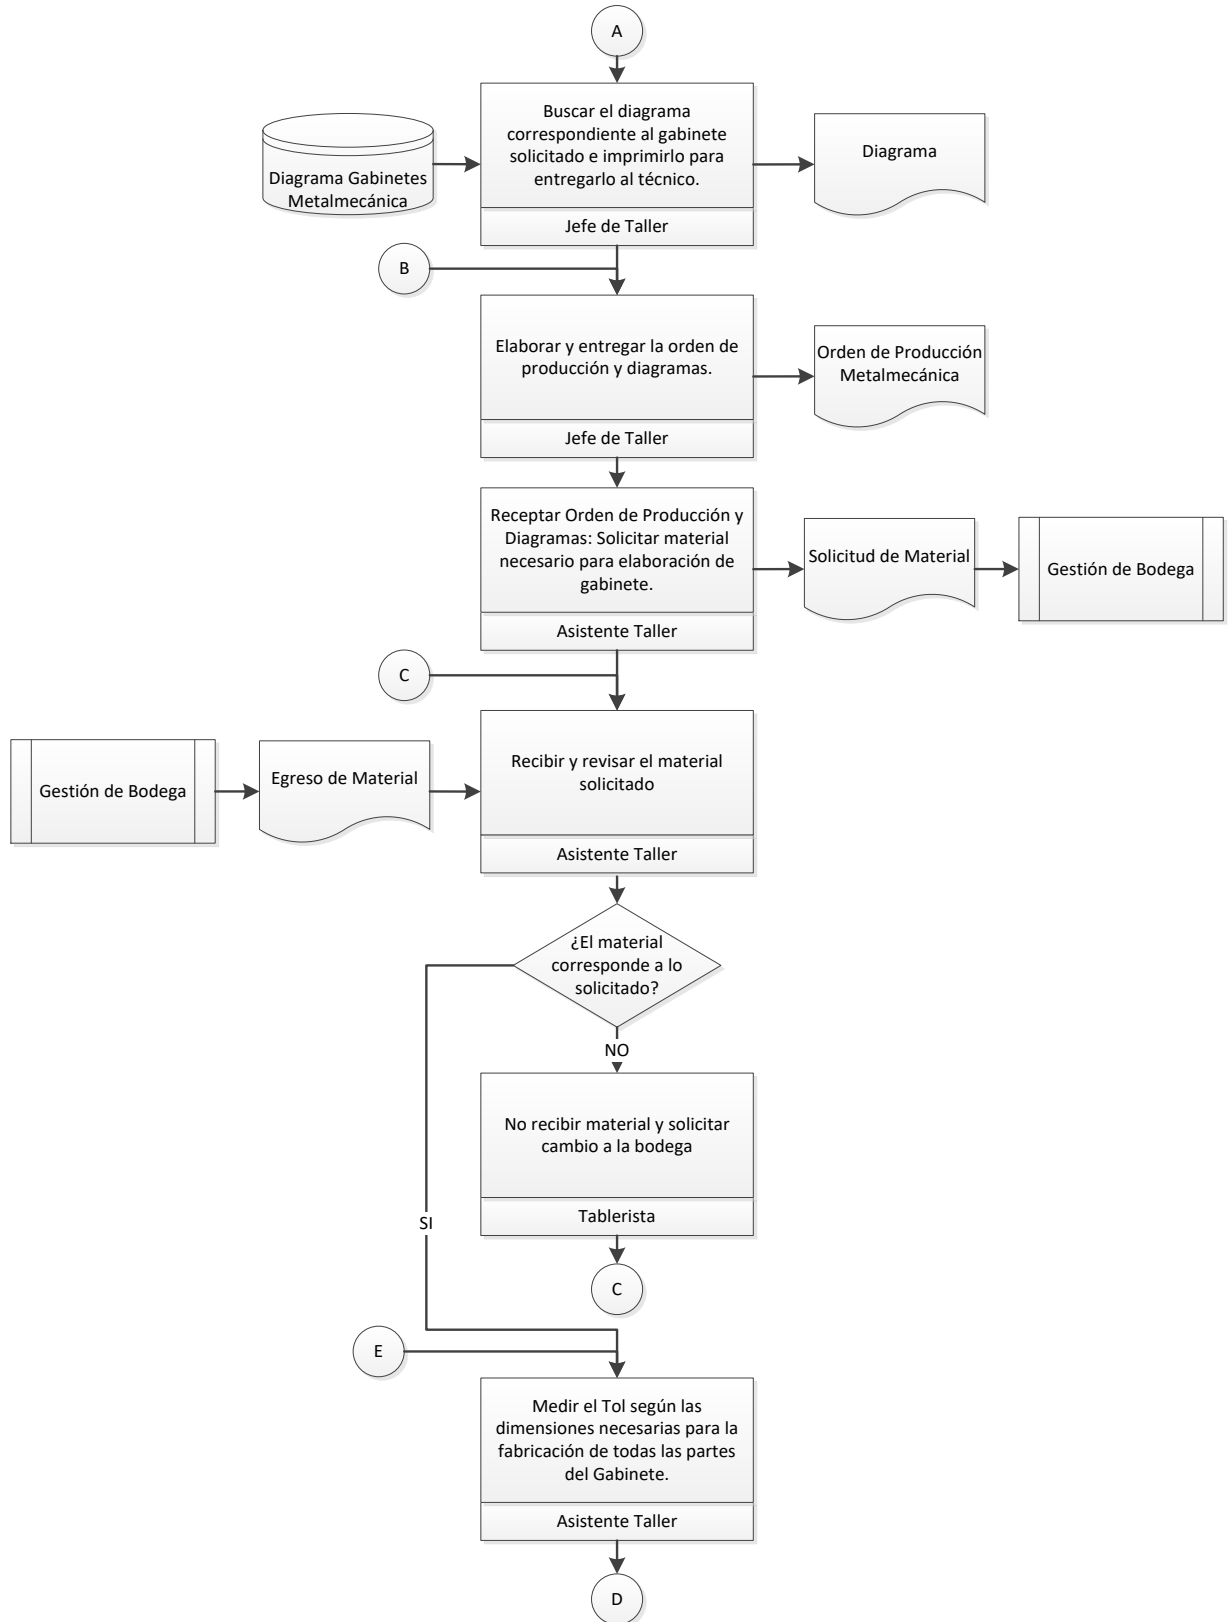 A
Buscar el diagrama
correspondiente al gabinete
solicitado e imprimirlo para
entregarlo al técnico.
Jefe de Taller
Diagrama Gabinetes
Metalmecánica
Diagrama
B
Elaborar y entregar la orden de
producción y diagramas.
Jefe de Taller
Orden de Producción
Metalmecánica
Receptar Orden de Producción y
Diagramas: Solicitar material
necesario para elaboración de
gabinete.
Asistente Taller
Solicitud de Material
Gestión de Bodega
C
Gestión de Bodega
Egreso de Material
Recibir y revisar el material
solicitado
Asistente Taller
¿El material
corresponde a lo
solicitado?
NO
No recibir material y solicitar
cambio a la bodega
Tablerista
SI
C
E
Medir el Tol según las
dimensiones necesarias para la
fabricación de todas las partes
del Gabinete.
Asistente Taller
D